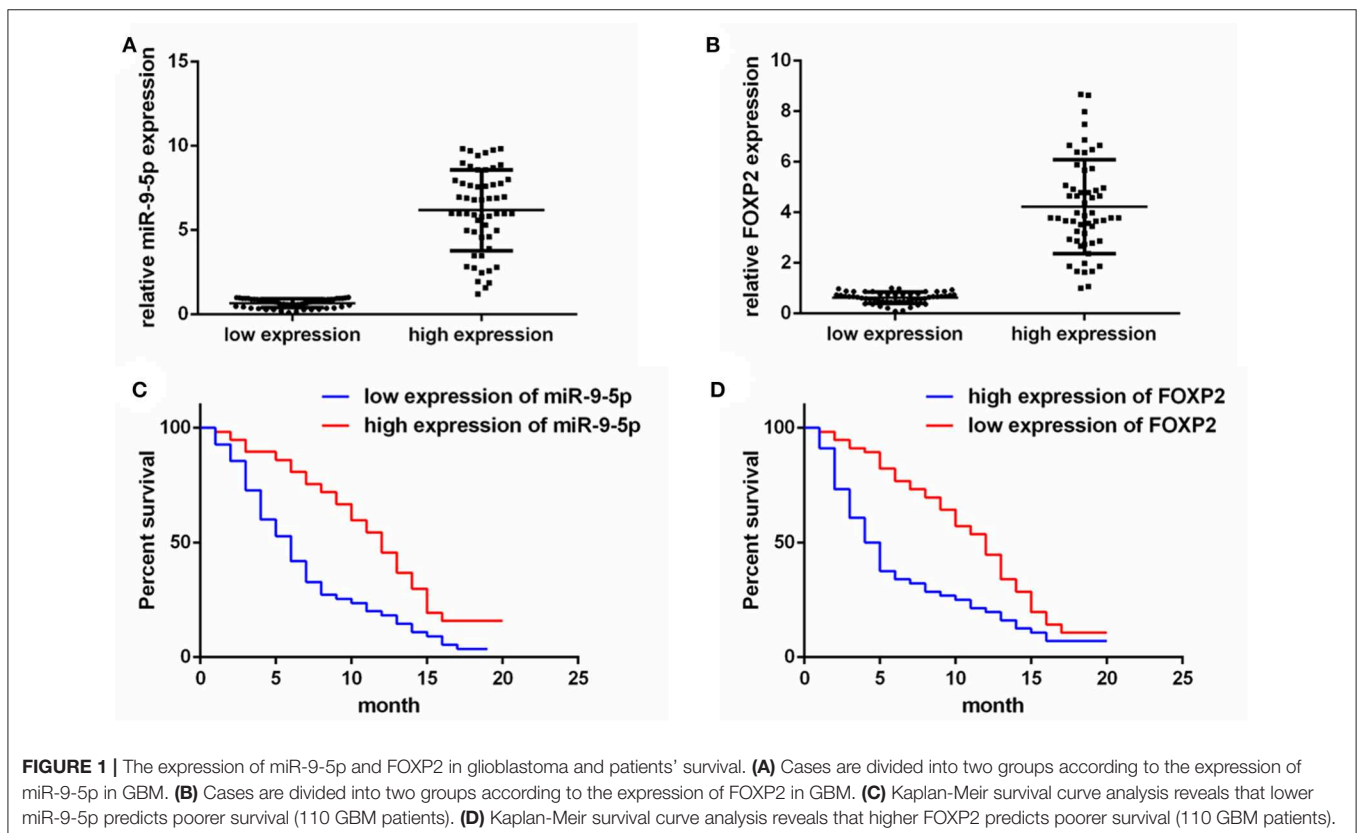 A
B
15
10
5
0
relative miR-9-5p expression
low expression
high expression
10
8
6
4
2
0
relative FOXP2 expression
low expression
high expression
C
low expression of miR-9-5p
high expression of miR-9-5p
100
50
0
Percent survival
0 5 10 15 20 25
month
D
high expression of FOXP2
low expression of FOXP2
100
50
0
Percent survival
0 5 10 15 20 25
month
FIGURE 1 | The expression of miR-9-5p and FOXP2 in glioblastoma and patients' survival. (A) Cases are divided into two groups according to the expression of
miR-9-5p in GBM. (B) Cases are divided into two groups according to the expression of FOXP2 in GBM. (C) Kaplan-Meir survival curve analysis reveals that lower
miR-9-5p predicts poorer survival (110 GBM patients). (D) Kaplan-Meir survival curve analysis reveals that higher FOXP2 predicts poorer survival (110 GBM patients).